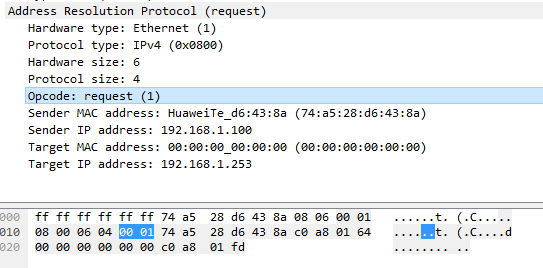 Address Resolution Protocol (request)
Hardware type: Ethernet (1)
Protocol type: IPv4 (0x0800)
Hardware size: 6
Protocol size: 4
Opcode: request (1)
Sender MAC address: HuaweiTe_d6:43:8a (74:a5:28:d6:43:8a)
Sender IP address: 192.168.1.100
Target MAC address: 00:00:00_00:00:00 (00:00:00:00:00:00)
Target IP address: 192.168.1.253
000 ff ff ff ff ff ff 74 a5 28 d6 43 8a 08 06 00 01 ......t. (.C.....
010 08 00 06 04 00 01 74 a5 28 d6 43 8a c0 a8 01 64 ......t. (.C....d
020 00 00 00 00 00 00 c0 a8 01 fd ........ ..